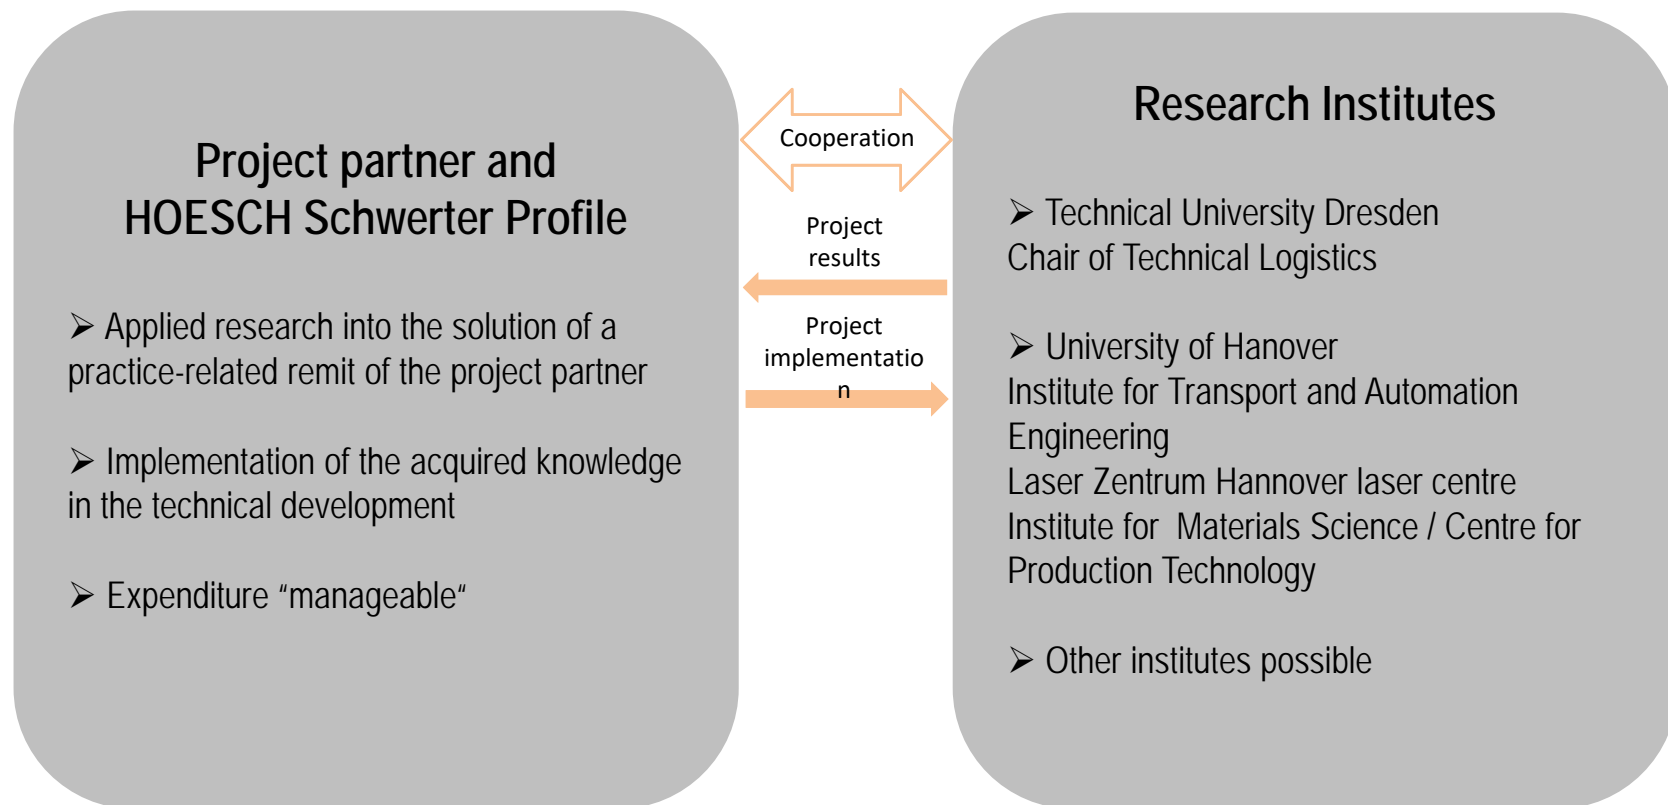 Project partner and
HOESCH Schwerter Profile
➢ Applied research into the solution of a
practice-related remit of the project partner
➢ Implementation of the acquired knowledge
in the technical development
➢ Expenditure “manageable“
Cooperation
Project
results
Project
implementatio
n
Research Institutes
➢ Technical University Dresden
Chair of Technical Logistics
➢ University of Hanover
Institute for Transport and Automation
Engineering
Laser Zentrum Hannover laser centre
Institute for  Materials Science / Centre for
Production Technology
➢ Other institutes possible